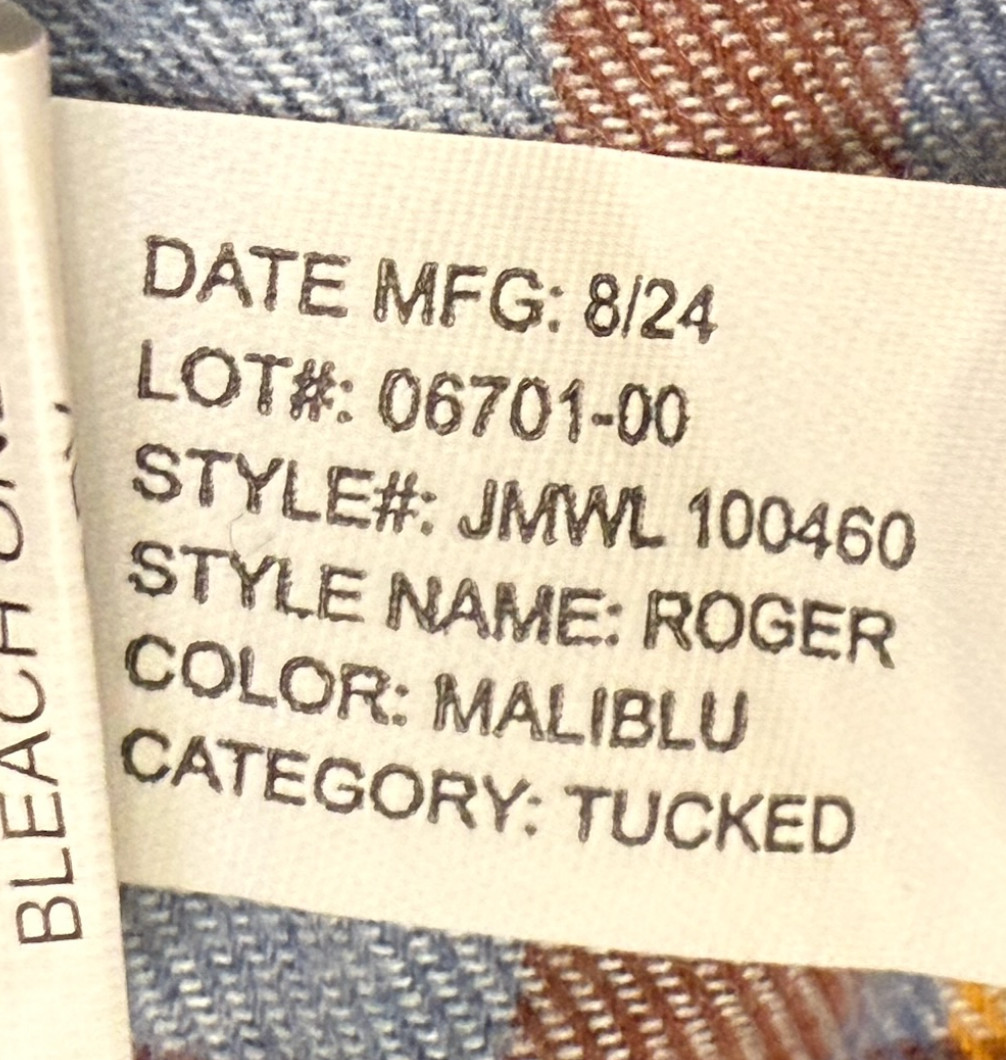 DATE MFG: 8/24
LOT#: 06701-00
STYLE#: JMWL 100460
STYLE NAME: ROGER
COLOR: MALIBLU
CATEGORY: TUCKED
BLEACH